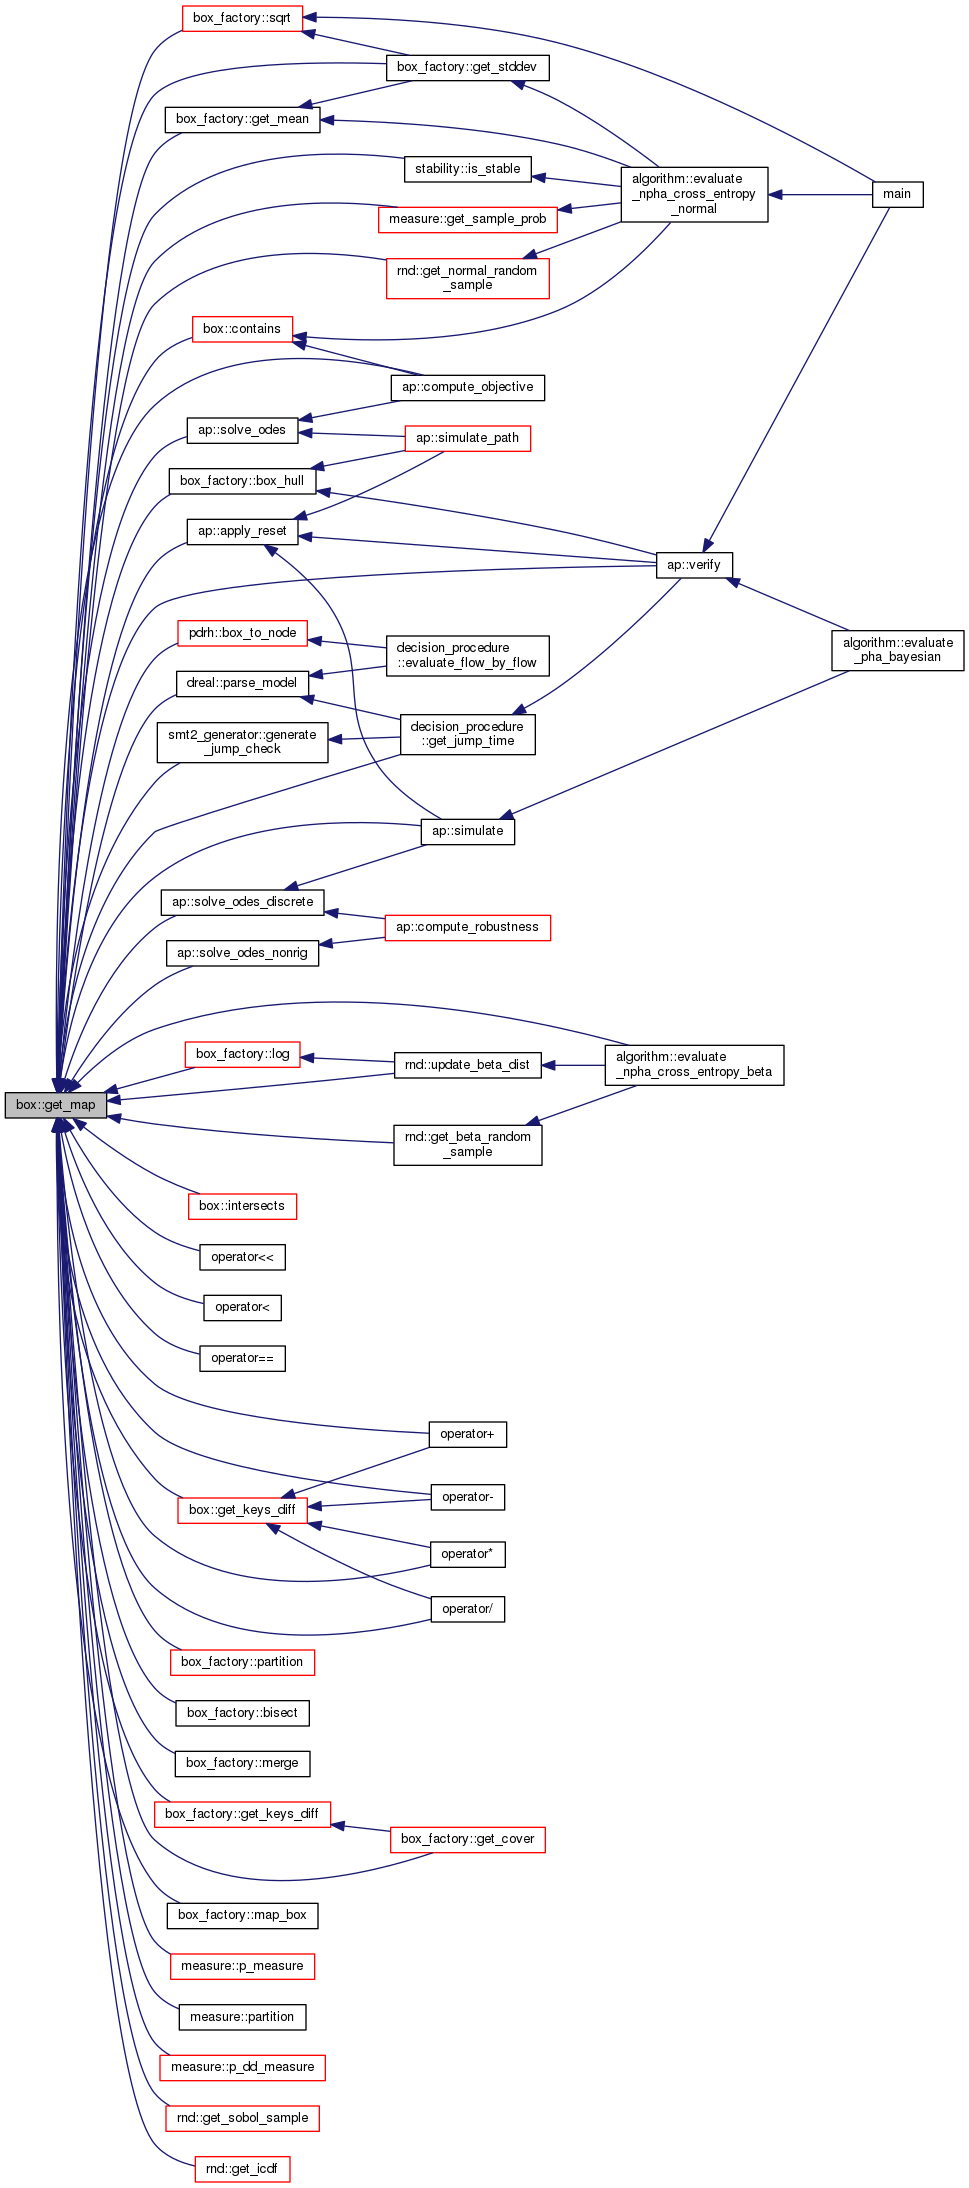 box_factory::sqrt
box_factory::get_stddev
box_factory::get_mean
stability::is_stable
algorithm::evaluate
_npha_cross_entropy
_normal
main
measure::get_sample_prob
rnd::get_normal_random
_sample
box::contains
ap::compute_objective
ap::solve_odes
ap::simulate_path
box_factory::box_hull
ap::apply_reset
ap::verify
pdrh::box_to_node
decision_procedure
::evaluate_flow_by_flow
algorithm::evaluate
_pha_bayesian
dreal::parse_model
smt2_generator::generate
_jump_check
decision_procedure
::get_jump_time
ap::simulate
ap::solve_odes_discrete
ap::compute_robustness
ap::solve_odes_nonrig
box_factory::log
rnd::update_beta_dist
algorithm::evaluate
_npha_cross_entropy_beta
box::get_map
rnd::get_beta_random
_sample
box::intersects
operator<<
operator<
operator==
operator+
operator-
box::get_keys_diff
operator*
operator/
box_factory::partition
box_factory::bisect
box_factory::merge
box_factory::get_keys_diff
box_factory::get_cover
box_factory::map_box
measure::p_measure
measure::partition
measure::p_dd_measure
rnd::get_sobol_sample
rnd::get_icdf